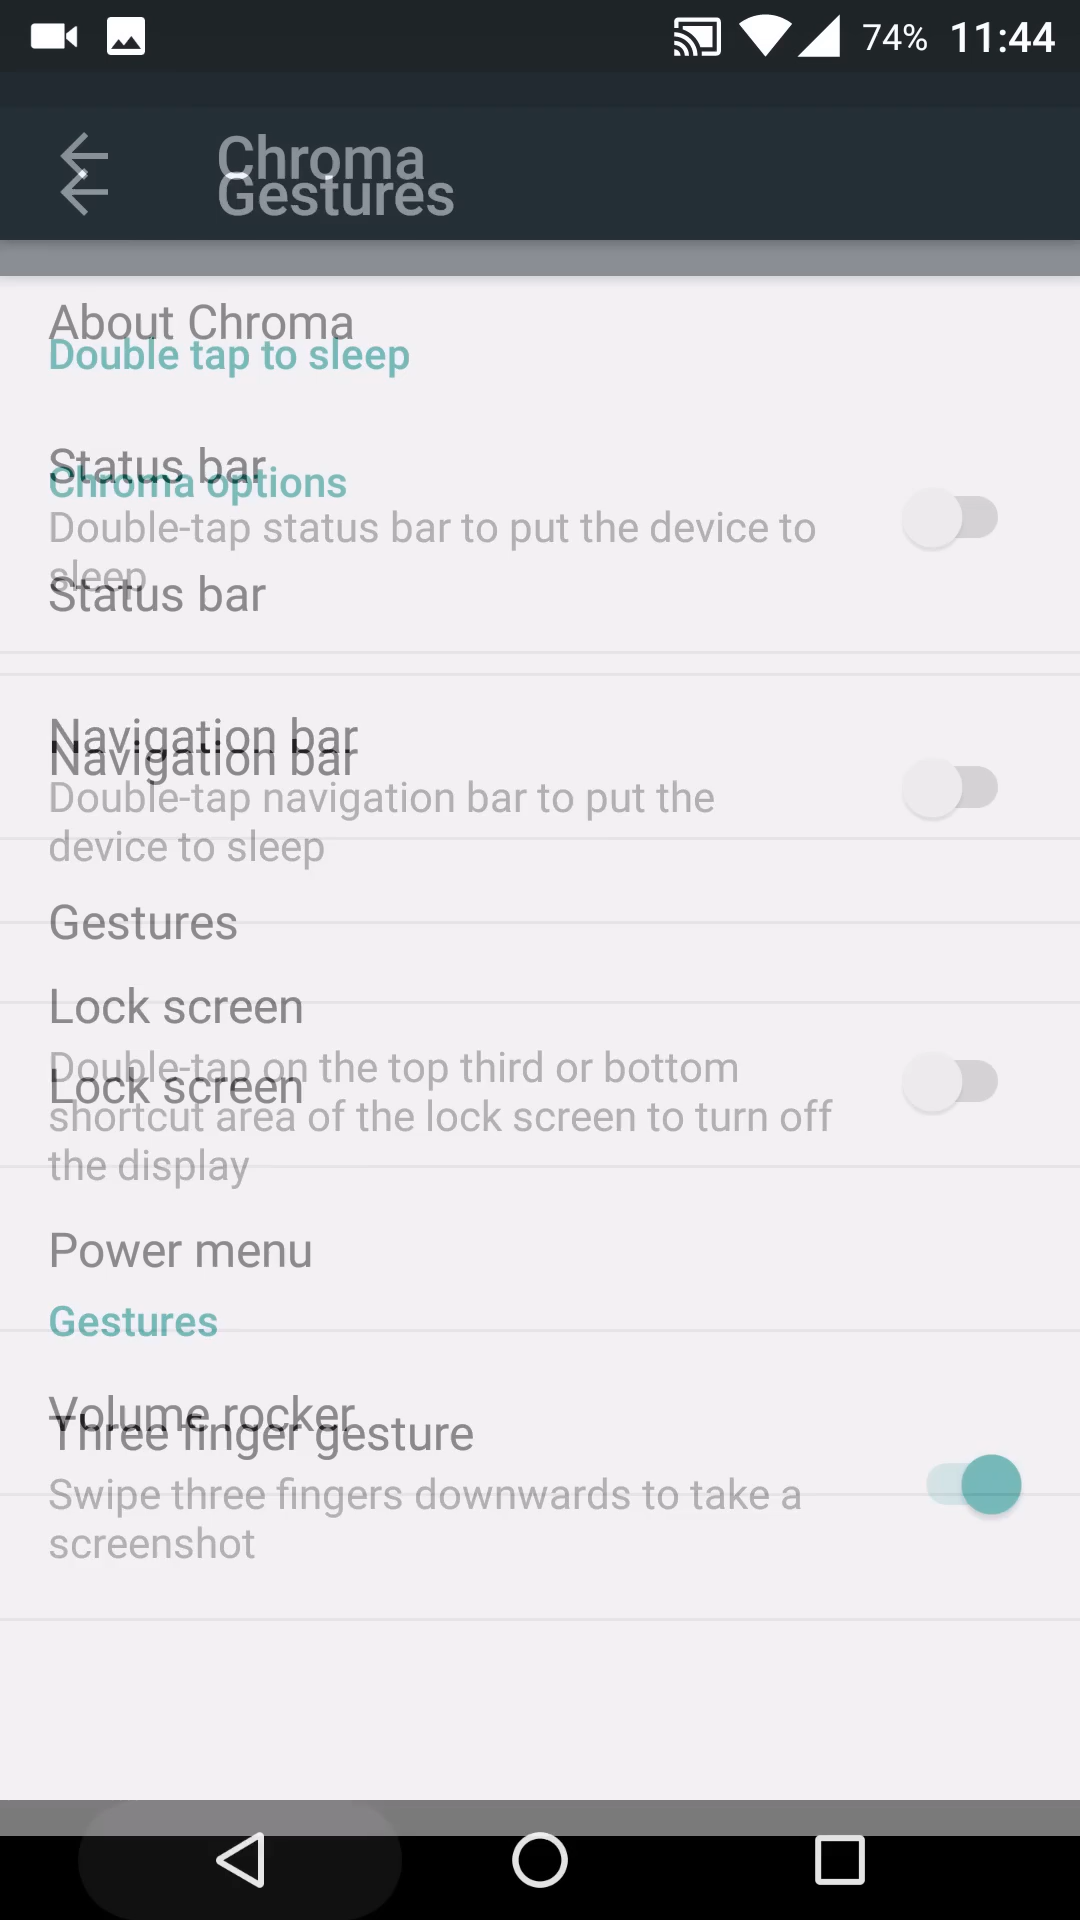 74% 11:44
Chroma
Gestures
About Chroma
Double tap to sleep
Status bar
Chroma options
Double-tap status bar to put the device to
sleep
Status bar
Navigation bar
Navigation bar
Double-tap navigation bar to put the
device to sleep
Gestures
Lock screen
Double-tap on the top third or bottom
Lock screen
shortcut area of the lock screen to turn off
the display
Power menu
Gestures
Volume rocker
Three finger gesture
Swipe three fingers downwards to take a
screenshot